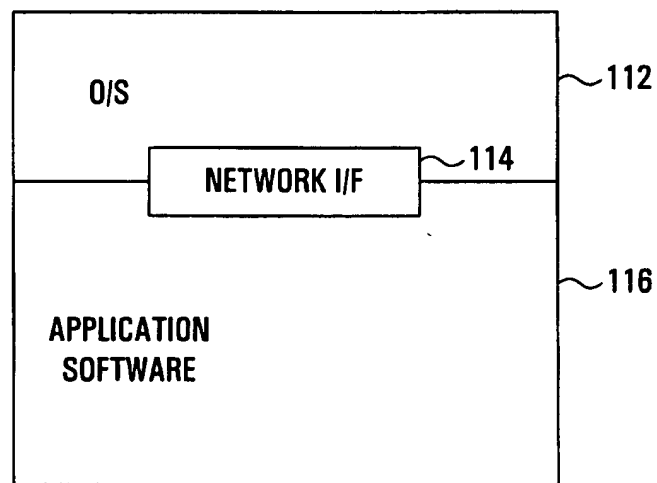 O/S
112
NETWORK I/F
114
116
APPLICATION
SOFTWARE